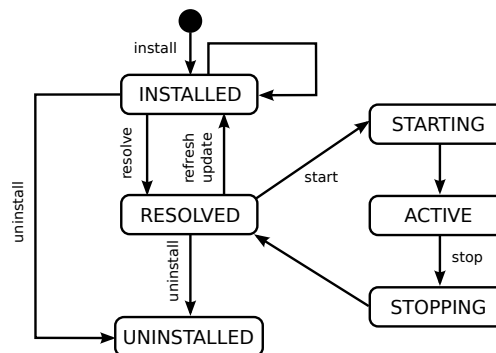 install
INSTALLED
STARTING
resolve
refresh
update
start
uninstall
RESOLVED
ACTIVE
uninstall
stop
STOPPING
UNINSTALLED